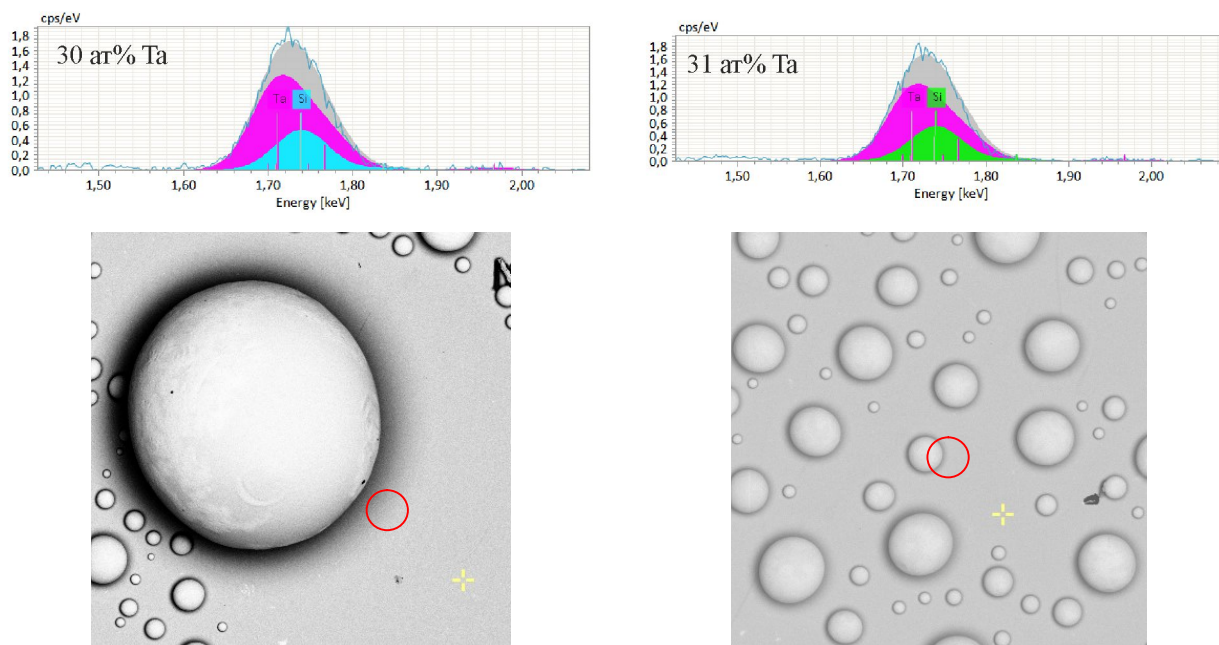 cps/eV
1,8
1,6
1,4
1,2
1,0
0,8
0,6
0,4
0,2
0,0
30 ат% Ta
Ta Si
1,50 1,60 1,70 1,80 1,90 2,00
Energy [keV]
cps/eV
1,8
1,6
1,4
1,2
1,0
0,8
0,6
0,4
0,2
0,0
31 ат% Ta
Ta Si
1,50 1,60 1,70 1,80 1,90 2,00
Energy [keV]